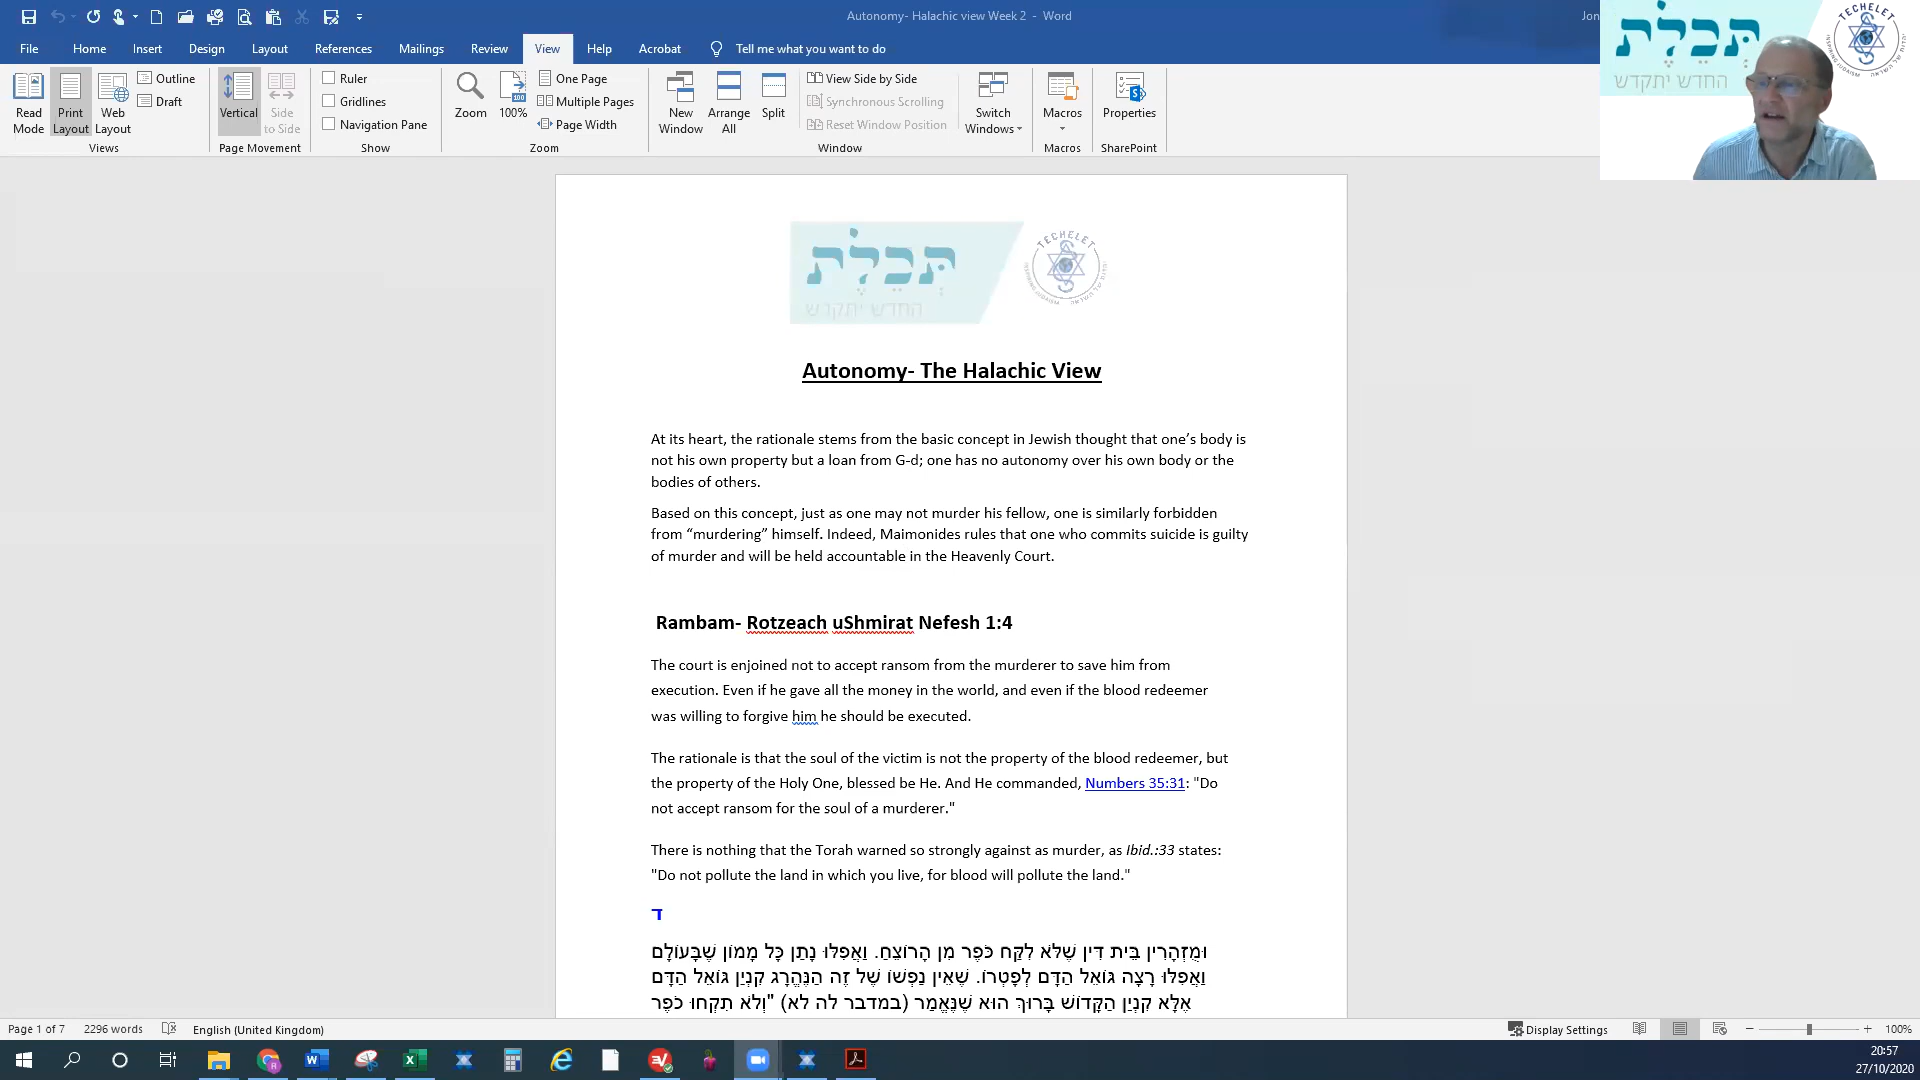 Autonomy- Halachic view Week 2 - Word
Jon
File Home Insert Design Layout References Mailings Review View Help Acrobat Tell me what you want to do
Read Mode
Print Layout
Web Layout
Outline
Draft
Views
Vertical
Side to Side
Page Movement
Ruler
Gridlines
Navigation Pane
Show
Zoom
100%
One Page
Multiple Pages
Page Width
Zoom
New Window
Arrange All
Split
View Side by Side
Synchronous Scrolling
Reset Window Position
Switch Windows
Window
Macros
Macros
Properties
SharePoint
תְּכֵלֶת
החדש יתקדש
TECHELET
תְּכֵלֶת
החדש יתקדש
TECHELET
INSPIRING JUDAISM
Autonomy- The Halachic View
At its heart, the rationale stems from the basic concept in Jewish thought that one’s body is
not his own property but a loan from G-d; one has no autonomy over his own body or the
bodies of others.
Based on this concept, just as one may not murder his fellow, one is similarly forbidden
from “murdering” himself. Indeed, Maimonides rules that one who commits suicide is guilty
of murder and will be held accountable in the Heavenly Court.
Rambam- Rotzeach uShmirat Nefesh 1:4
The court is enjoined not to accept ransom from the murderer to save him from
execution. Even if he gave all the money in the world, and even if the blood redeemer
was willing to forgive him he should be executed.
The rationale is that the soul of the victim is not the property of the blood redeemer, but
the property of the Holy One, blessed be He. And He commanded, Numbers 35:31: "Do
not accept ransom for the soul of a murderer."
There is nothing that the Torah warned so strongly against as murder, as Ibid.:33 states:
"Do not pollute the land in which you live, for blood will pollute the land."
ד
וּמֻזְהָרִין בֵּית דִּין שֶׁלֹּא לִקַּח כֹּפֶר מִן הָרוֹצֵחַ. וַאֲפִלּוּ נָתַן כָּל מָמוֹן שֶׁבָּעוֹלָם
וַאֲפִלּוּ רָצָה גּוֹאֵל הַדָּם לְפָטְרוֹ. שֶׁאֵין נַפְשׁוֹ שֶׁל זֶה הַנֶּהֱרָג קִנְיַן גּוֹאֵל הַדָּם
אֶלָּא קִנְיַן הַקָּדוֹשׁ בָּרוּךְ הוּא שֶׁנֶּאֱמַר (במדבר לה לא) "וְלֹא תִקְחוּ כֹפֶר
Page 1 of 7 2296 words English (United Kingdom) Display Settings 100%
20:57
27/10/2020